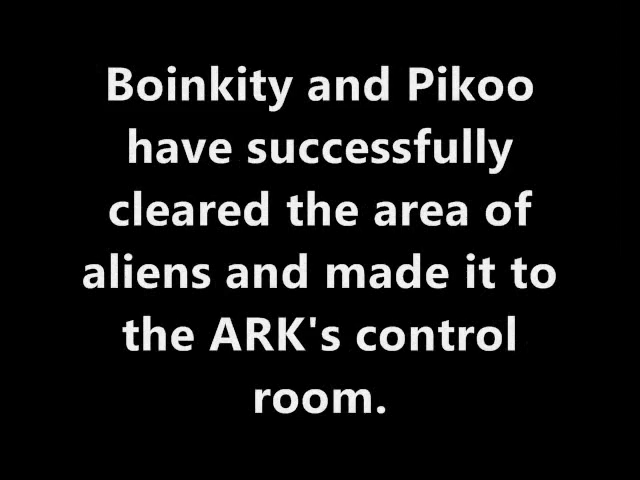 Boinkity and Pikoo
have successfully
cleared the area of
aliens and made it to
the ARK's control
room.